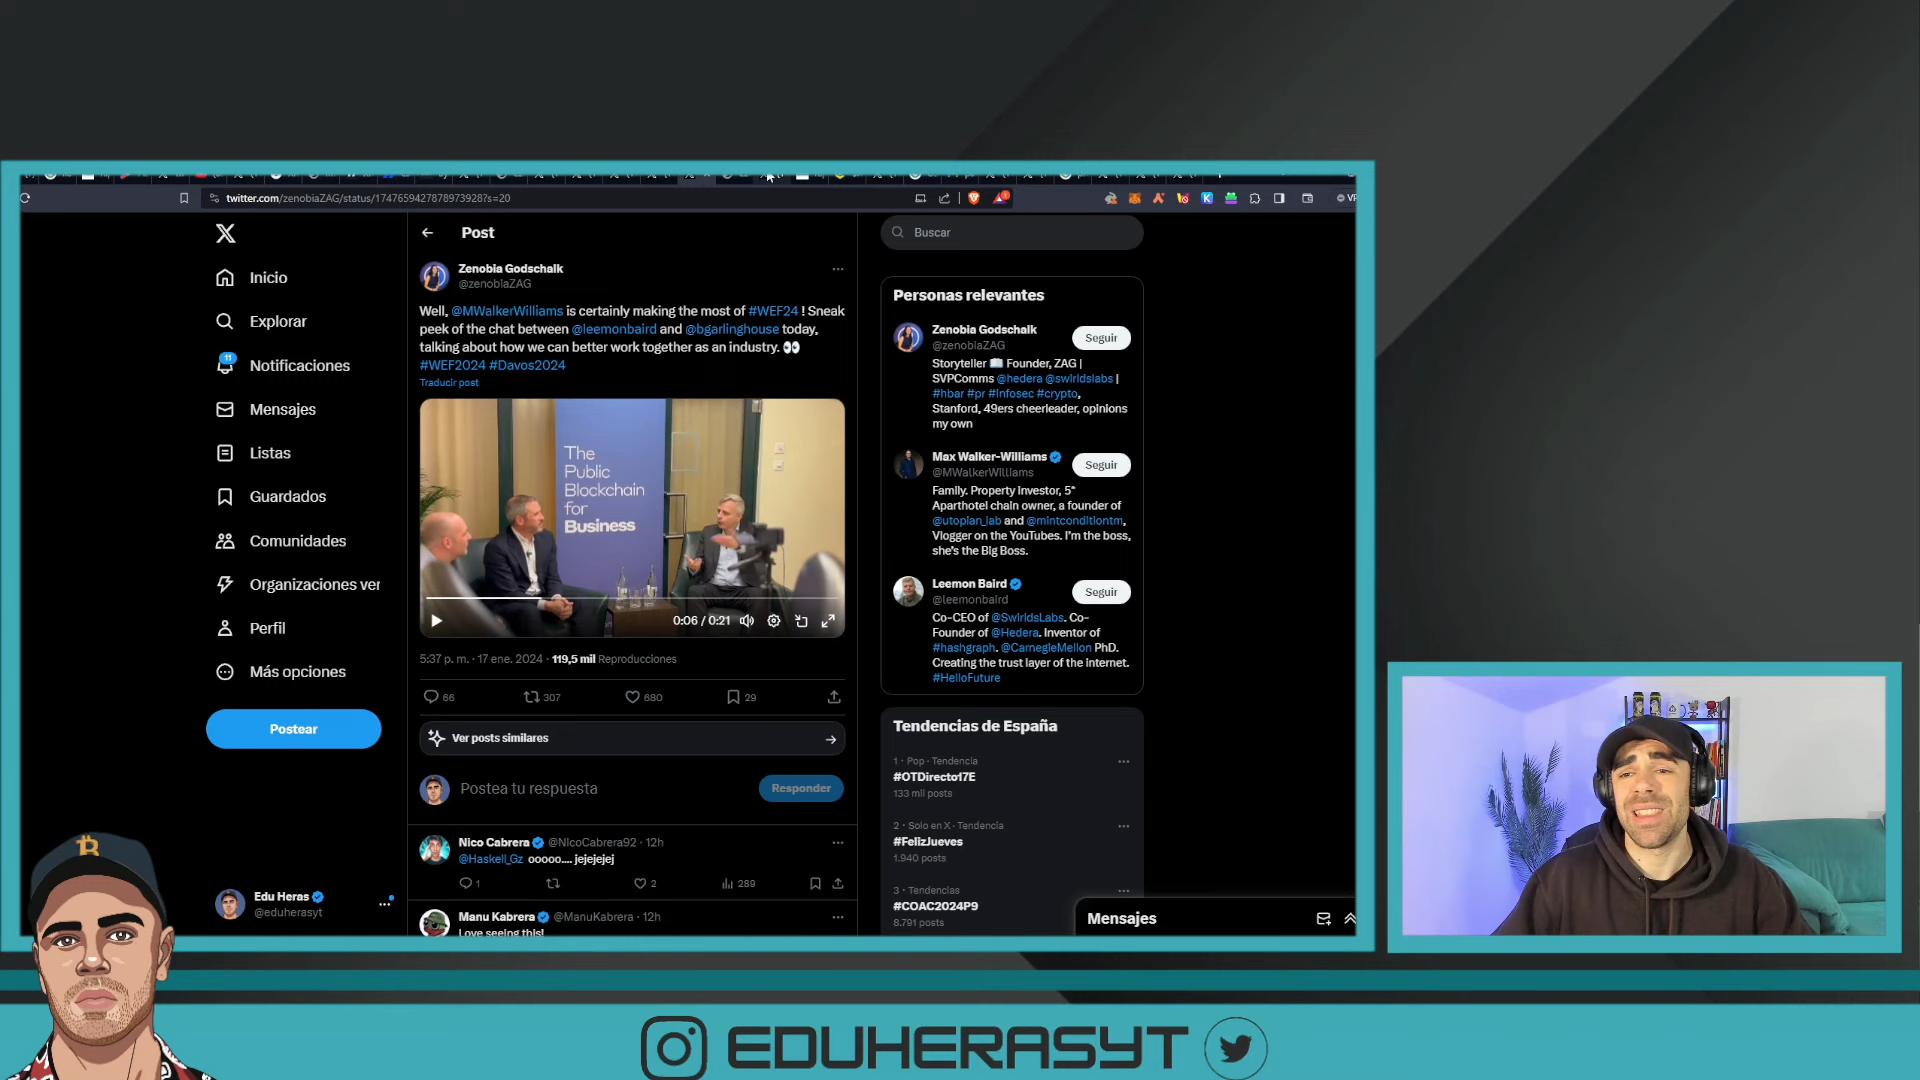 twitter.com/zenobiaZAG/status/1747659427878973928?s=20
Post
Buscar
Inicio
Explorar
11
Notificaciones
Mensajes
Listas
Guardados
Comunidades
Organizaciones ver
Perfil
Más opciones
Postear
Edu Heras
@eduherasyt
Zenobia Godschalk
@zenobiaZAG
Well, @MWalkerWilliams is certainly making the most of #WEF24 ! Sneak
peek of the chat between @leemonbaird and @bgarlinghouse today,
talking about how we can better work together as an industry. 👀
#WEF2024 #Davos2024
Traducir post
The
Public
Blockchain
for
Business
0:06 / 0:21
5:37 p. m. · 17 ene. 2024 · 119,5 mil Reproducciones
66
307
680
29
Ver posts similares
Postea tu respuesta
Responder
Nico Cabrera @NicoCabrera92 · 12h
@Haskell_Gz ooooo.... jejejejej
1
2
289
Manu Kabrera @ManuKabrera · 12h
Love seeing this!
Personas relevantes
Zenobia Godschalk
@zenobiaZAG
Seguir
Storyteller 📖 Founder, ZAG |
SVPComms @hedera @swirldslabs |
#hbar #pr #infosec #crypto,
Stanford, 49ers cheerleader, opinions
my own
Max Walker-Williams
@MWalkerWilliams
Seguir
Family. Property Investor, 5*
Aparthotel chain owner, a founder of
@utopian_lab and @mintconditiontm,
Vlogger on the YouTubes. I'm the boss,
she's the Big Boss.
Leemon Baird
@leemonbaird
Seguir
Co-CEO of @SwirldsLabs. Co-
Founder of @Hedera. Inventor of
#hashgraph. @CarnegieMellon PhD.
Creating the trust layer of the internet.
#HelloFuture
Tendencias de España
1 · Pop · Tendencia
#OTDirecto17E
133 mil posts
2 · Solo en X · Tendencia
#FelizJueves
1.940 posts
3 · Tendencias
#COAC2024P9
8.791 posts
Mensajes
EDUHERASYT